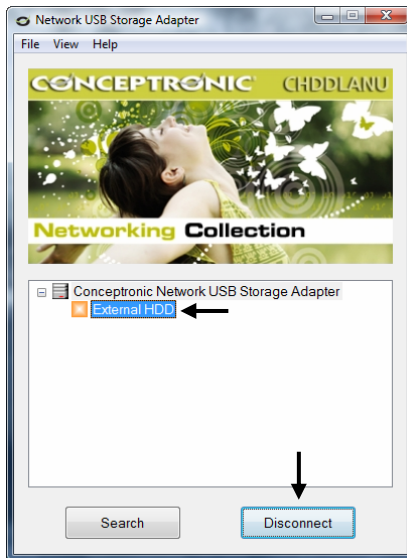 Network USB Storage Adapter
File View Help
CONCEPTRONIC CHDDLANU
Networking Collection
Conceptronic Network USB Storage Adapter
External HDD
Search Disconnect